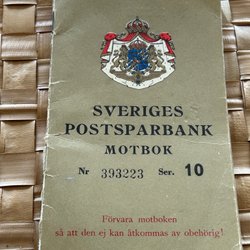 SVERIGES
POSTSPARBANK
MOTBOK
Nr 393223 Ser. 10
Förvara motboken
så att den ej kan åtkommas av obehörig!